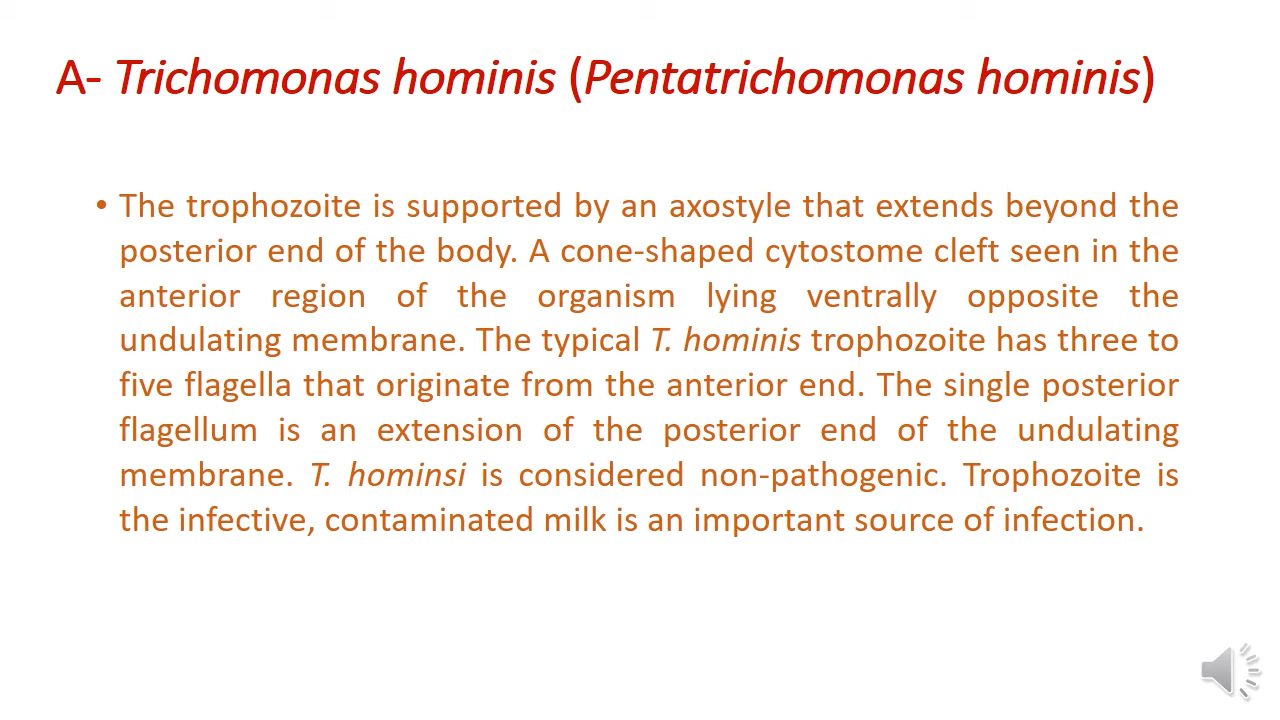 A- Trichomonas hominis (Pentatrichomonas hominis)
• The trophozoite is supported by an axostyle that extends beyond the
posterior end of the body. A cone-shaped cytostome cleft seen in the
anterior region of the organism lying ventrally opposite the
undulating membrane. The typical T. hominis trophozoite has three to
five flagella that originate from the anterior end. The single posterior
flagellum is an extension of the posterior end of the undulating
membrane. T. hominsi is considered non-pathogenic. Trophozoite is
the infective, contaminated milk is an important source of infection.